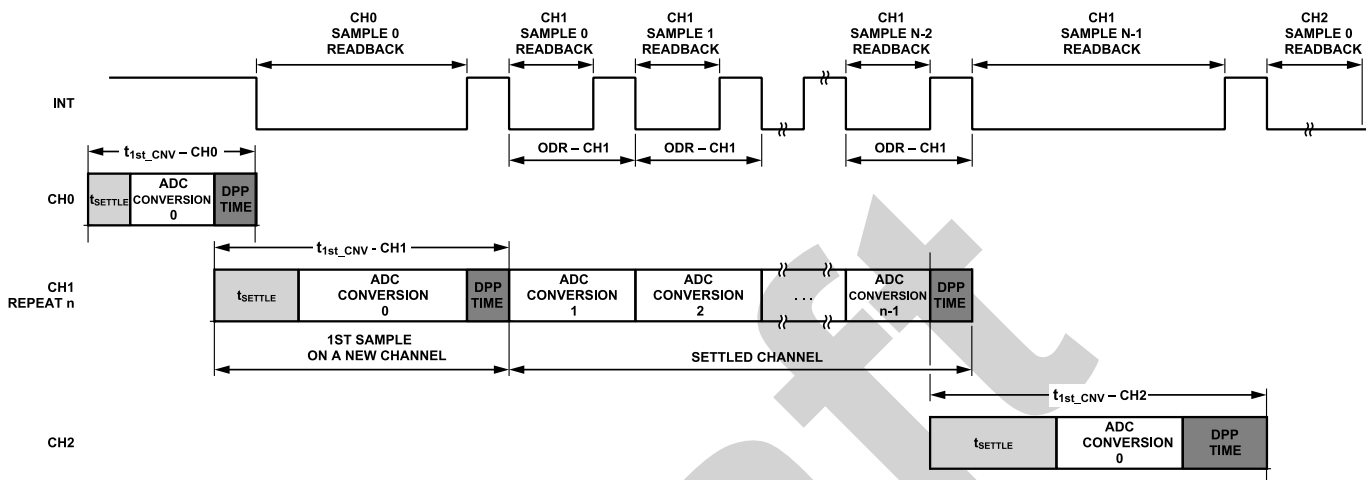 CH0
SAMPLE 0
READBACK
CH1
SAMPLE 0
READBACK
CH1
SAMPLE 1
READBACK
CH1
SAMPLE N-2
READBACK
CH1
SAMPLE N-1
READBACK
CH2
SAMPLE 0
READBACK
INT
t1st_CNV – CH0
ODR – CH1
ODR – CH1
ODR – CH1
CH0
tSETTLE
ADC
CONVERSION
0
DPP
TIME
t1st_CNV - CH1
CH1
REPEAT n
tSETTLE
ADC
CONVERSION
0
DPP
TIME
ADC
CONVERSION
1
ADC
CONVERSION
2
...
ADC
CONVERSION
n-1
DPP
TIME
1ST SAMPLE
ON A NEW CHANNEL
SETTLED CHANNEL
t1st_CNV – CH2
CH2
tSETTLE
ADC
CONVERSION
0
DPP
TIME